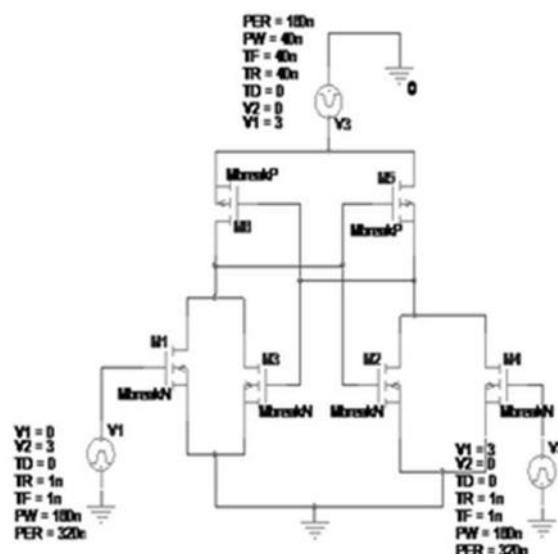 PER = 180n
PW = 40n
TF = 40n
TR = 40n
TD = 0
V2 = 0
V1 = 3
0
V3
MbreakP
M5
MbreakP
M1
M3
M2
M4
MbreakN
MbreakN
MbreakN
MbreakN
V1
V1 = 0
V2 = 3
TD = 0
TR = 1n
TF = 1n
PW = 180n
PER = 320n
V1 = 3
V2 = 0
TD = 0
TR = 1n
TF = 1n
PW = 180n
PER = 320n